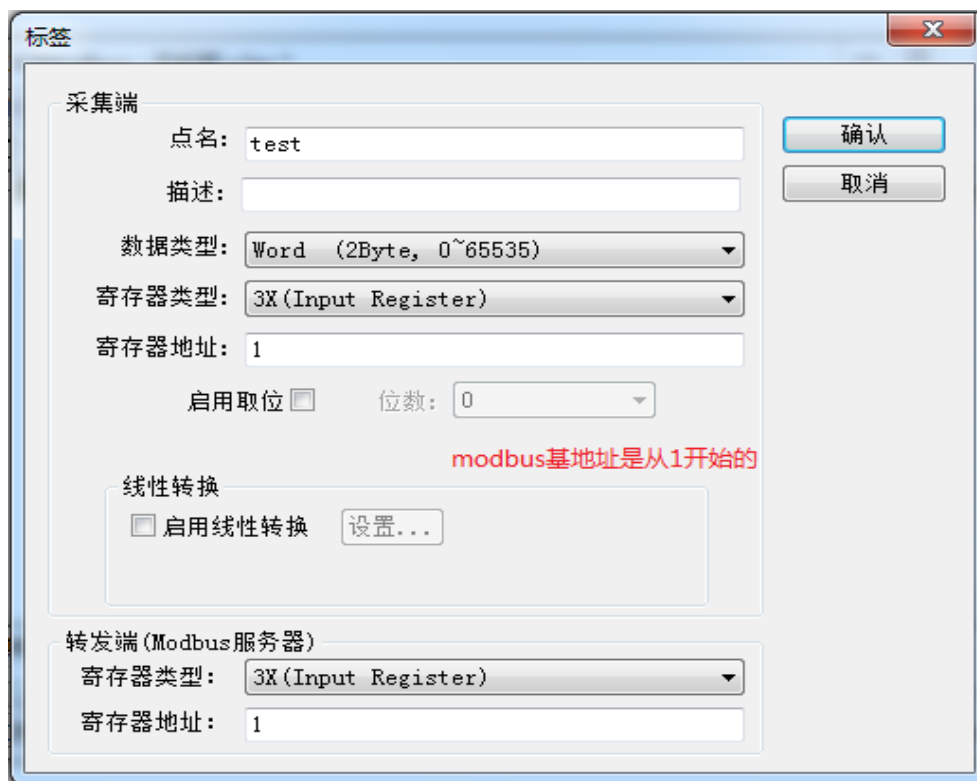 标签
采集端
点名: test
确认
描述:
取消
数据类型: Word (2Byte, 0~65535)
寄存器类型: 3X(Input Register)
寄存器地址: 1
启用取位 位数: 0
modbus基地址是从1开始的
线性转换
启用线性转换 设置...
转发端(Modbus服务器)
寄存器类型: 3X(Input Register)
寄存器地址: 1